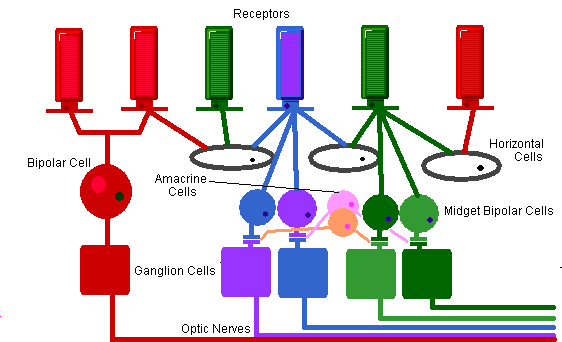 Receptors
Horizontal
Cells
Bipolar Cell
Amacrine
Cells
Midget Bipolar Cells
Ganglion Cells
Optic Nerves